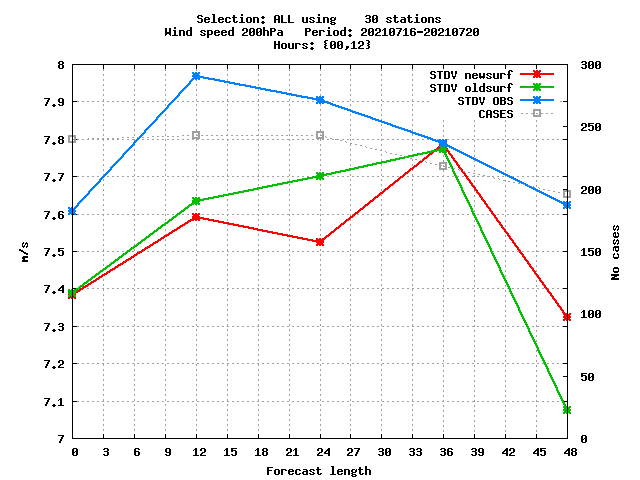 Selection: ALL using    30 stations
Wind speed 200hPa   Period: 20210716-20210720
Hours: {00,12}
STDV newsurf
STDV oldsurf
STDV OBS
CASES
8
7.9
7.8
7.7
7.6
7.5
7.4
7.3
7.2
7.1
7
m/s
300
250
200
150
100
50
0
No cases
0 3 6 9 12 15 18 21 24 27 30 33 36 39 42 45 48
Forecast length